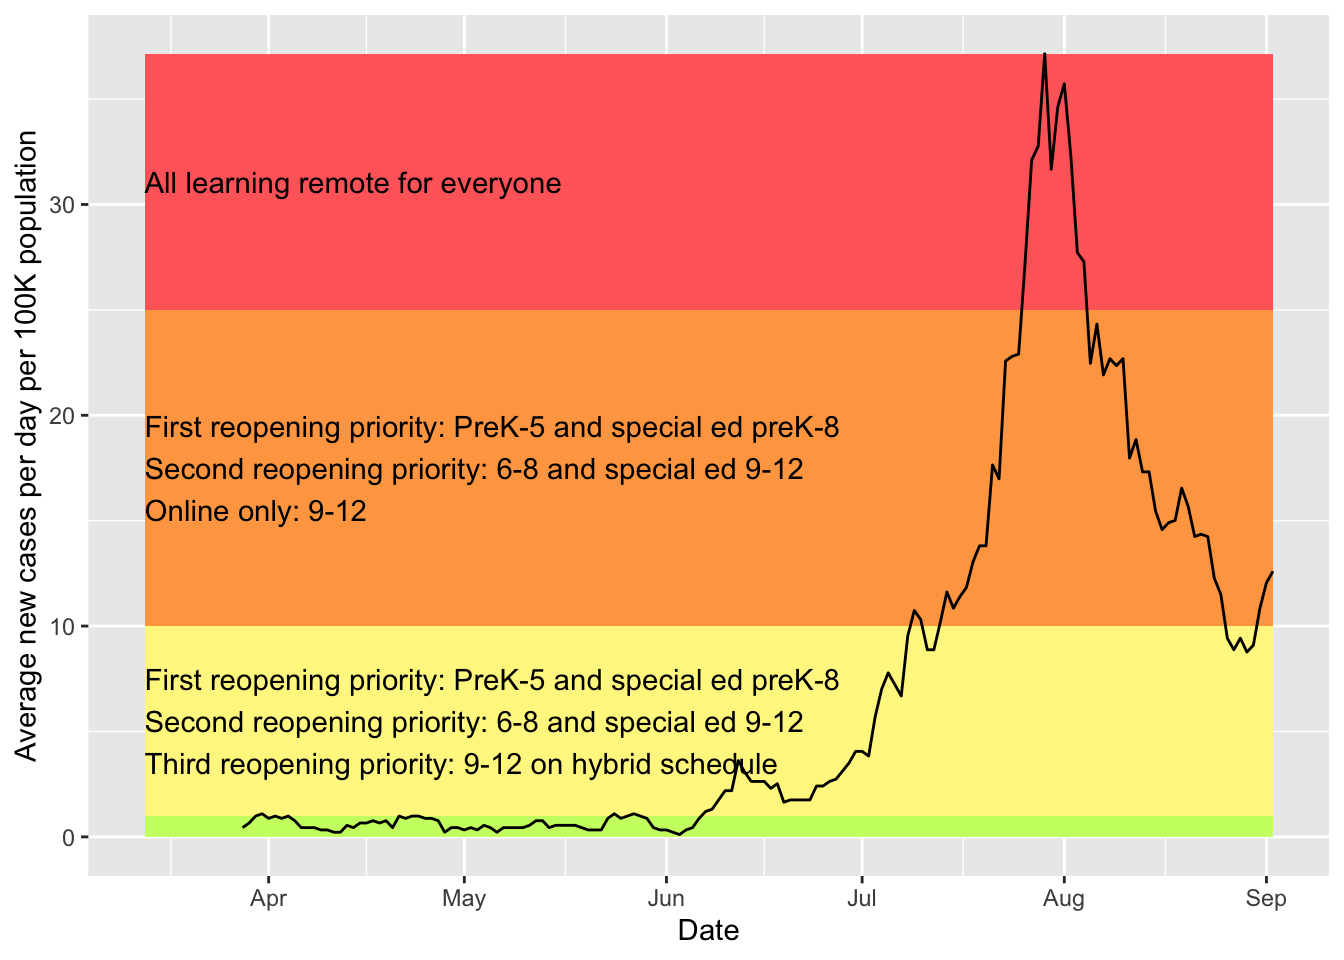 Average new cases per day per 100K population
30
20
10
0
All learning remote for everyone
First reopening priority: PreK-5 and special ed preK-8
Second reopening priority: 6-8 and special ed 9-12
Online only: 9-12
First reopening priority: PreK-5 and special ed preK-8
Second reopening priority: 6-8 and special ed 9-12
Third reopening priority: 9-12 on hybrid schedule
Apr May Jun Jul Aug Sep
Date